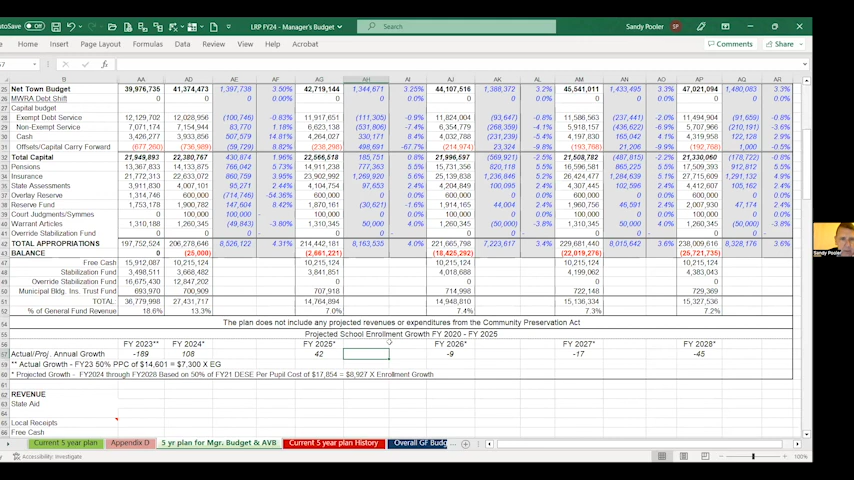 AutoSave Off LRP FY24 - Manager's Budget Search (Alt+Q) Sandy Pooler SP
Home Insert Page Layout Formulas Data Review View Help Acrobat Comments Share
fx
B AA AD AE AF AG AH AI AJ AK AL AM AN AO AP AQ AR
25 Net Town Budget 39,976,735 41,374,473 1,397,738 3.50% 42,719,144 1,344,671 3.25% 44,107,516 1,388,372 3.2% 45,541,011 1,433,495 3.3% 47,021,094 1,480,083 3.3%
26 MWRA Debt Shift 0 0 0 0.00% 0 0 0.0% 0 0 0.0% 0 0 0.0% 0 0 0.0%
27 Capital budget
28 Exempt Debt Service 12,129,702 12,028,956 (100,746) -0.83% 11,917,651 (111,305) -0.9% 11,824,004 (93,647) -0.8% 11,586,563 (237,441) -2.0% 11,494,904 (91,659) -0.8%
29 Non-Exempt Service 7,071,174 7,154,944 83,770 1.18% 6,623,138 (531,806) -7.4% 6,354,779 (268,359) -4.1% 5,918,157 (436,622) -6.9% 5,707,966 (210,191) -3.6%
30 Cash 3,426,277 3,933,856 507,579 14.81% 4,264,027 330,171 8.4% 4,032,788 (231,239) -5.4% 4,197,830 165,042 4.1% 4,319,958 122,128 2.9%
31 Offsets/Capital Carry Forward (677,260) (736,989) (59,729) 8.82% (238,298) 498,691 -67.7% (214,974) 23,324 -9.8% (193,768) 21,206 -9.9% (192,768) 1,000 -0.5%
32 Total Capital 21,949,893 22,380,767 430,874 1.96% 22,566,518 185,751 0.8% 21,996,597 (569,921) -2.5% 21,508,782 (487,815) -2.2% 21,330,060 (178,722) -0.8%
33 Pensions 13,367,833 14,133,875 766,042 5.73% 14,911,238 777,363 5.5% 15,731,356 820,118 5.5% 16,596,581 865,225 5.5% 17,509,393 912,812 5.5%
34 Insurance 21,772,313 22,633,072 860,759 3.95% 23,902,992 1,269,920 5.6% 25,139,838 1,236,846 5.2% 26,424,477 1,284,639 5.1% 27,715,609 1,291,132 4.9%
35 State Assessments 3,911,830 4,007,101 95,271 2.44% 4,104,754 97,653 2.4% 4,204,849 100,095 2.4% 4,307,445 102,596 2.4% 4,412,607 105,162 2.4%
Overlay Reserve 1,314,746 600,000 (714,746) -54.36% 600,000 0 0.0% 600,000 0 0.0% 600,000 0 0.0% 600,000 0 0.0%
Reserve Fund 1,753,178 1,900,782 147,604 8.42% 1,870,161 (30,621) -1.6% 1,914,165 44,004 2.4% 1,960,756 46,591 2.4% 2,007,930 47,174 2.4%
Court Judgments/Symmes 0 100,000 100,000 100,000 0 0.0% 100,000 0 0.0% 100,000 0 0.0% 100,000 0 0.0%
Warrant Articles 1,310,188 1,260,345 (49,843) -3.80% 1,310,345 50,000 4.0% 1,260,345 (50,000) -3.8% 1,310,345 50,000 4.0% 1,260,345 (50,000) -3.8%
Override Stabilization Fund
TOTAL APPROPRIATIONS 197,752,524 206,278,646 8,526,122 4.31% 214,442,181 8,163,535 4.0% 221,665,798 7,223,617 3.4% 229,681,440 8,015,642 3.6% 238,009,616 8,328,176 3.6%
BALANCE 0 (25,000) (2,661,221) (18,425,292) (22,019,276) (25,721,735)
Free Cash 15,912,087 10,215,124 10,215,124 10,215,124 10,215,124 10,215,124
Stabilization Fund 3,498,511 3,668,482 3,841,851 4,018,688 4,199,062 4,383,043
Override Stabilization Fund 16,675,430 12,847,202 0 0 0 0
Municipal Bldg. Ins. Trust Fund 693,970 700,909 707,918 714,998 722,148 729,369
TOTAL: 36,779,998 27,431,717 14,764,894 14,948,810 15,136,334 15,327,536
% of General Fund Revenue 18.6% 13.3% 7.0% 7.4% 7.3% 7.2%
The plan does not include any projected revenues or expenditures from the Community Preservation Act
Projected School Enrollment Growth FY 2020 - FY 2025
FY 2023** FY 2024* FY 2025* FY 2026* FY 2027* FY 2028*
Actual/Proj. Annual Growth -189 108 42 -9 -17 -45
** Actual Growth - FY23 50% PPC of $14,601 = $7,300 X EG
* Projected Growth - FY2024 through FY2028 Based on 50% of FY21 DESE Per Pupil Cost of $17,854 = $8,927 X Enrollment Growth
REVENUE
State Aid
Local Receipts
Free Cash
Current 5 year plan Appendix D 5 yr plan for Mgr. Budget & AVB Current 5 year plan History Overall GF Budg ...
Accessibility: Investigate 100%
Sandy Pooler